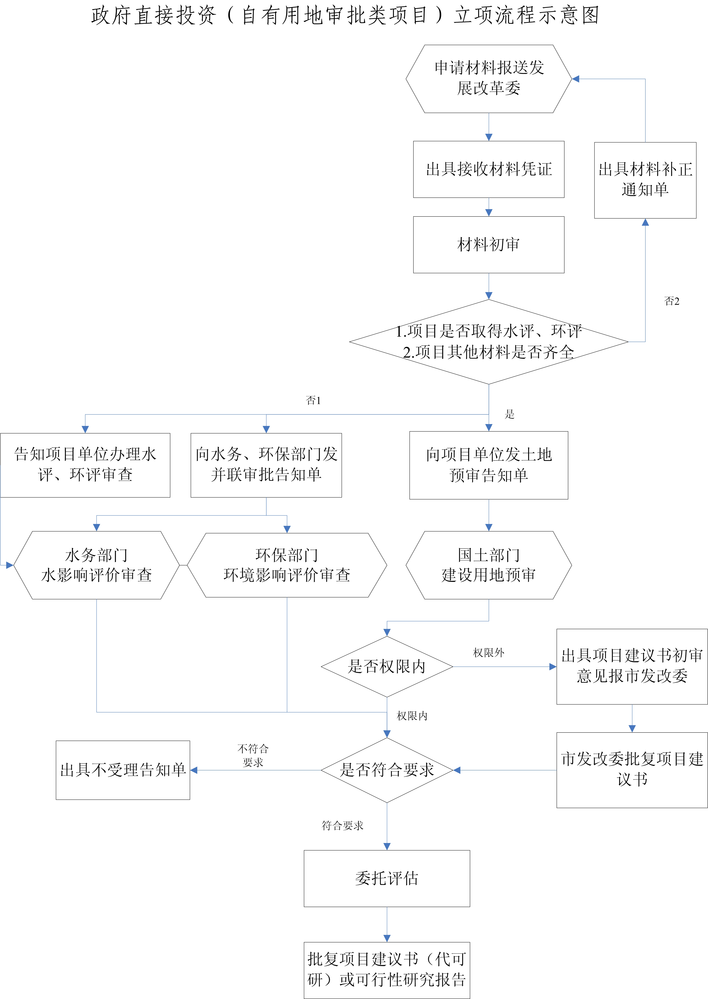 政府直接投资（自有用地审批类项目）立项流程示意图
申请材料报送发
展改革委
出具接收材料凭证
出具材料补正
通知单
材料初审
否2
1.项目是否取得水评、环评
2.项目其他材料是否齐全
否1
是
告知项目单位办理水
评、环评审查
向水务、环保部门发
并联审批告知单
向项目单位发土地
预审告知单
水务部门
水影响评价审查
环保部门
环境影响评价审查
国土部门
建设用地预审
是否权限内
权限外
出具项目建议书初审
意见报市发改委
权限内
不符合
要求
出具不受理告知单
是否符合要求
市发改委批复项目建
议书
符合要求
委托评估
批复项目建议书（代可
研）或可行性研究报告